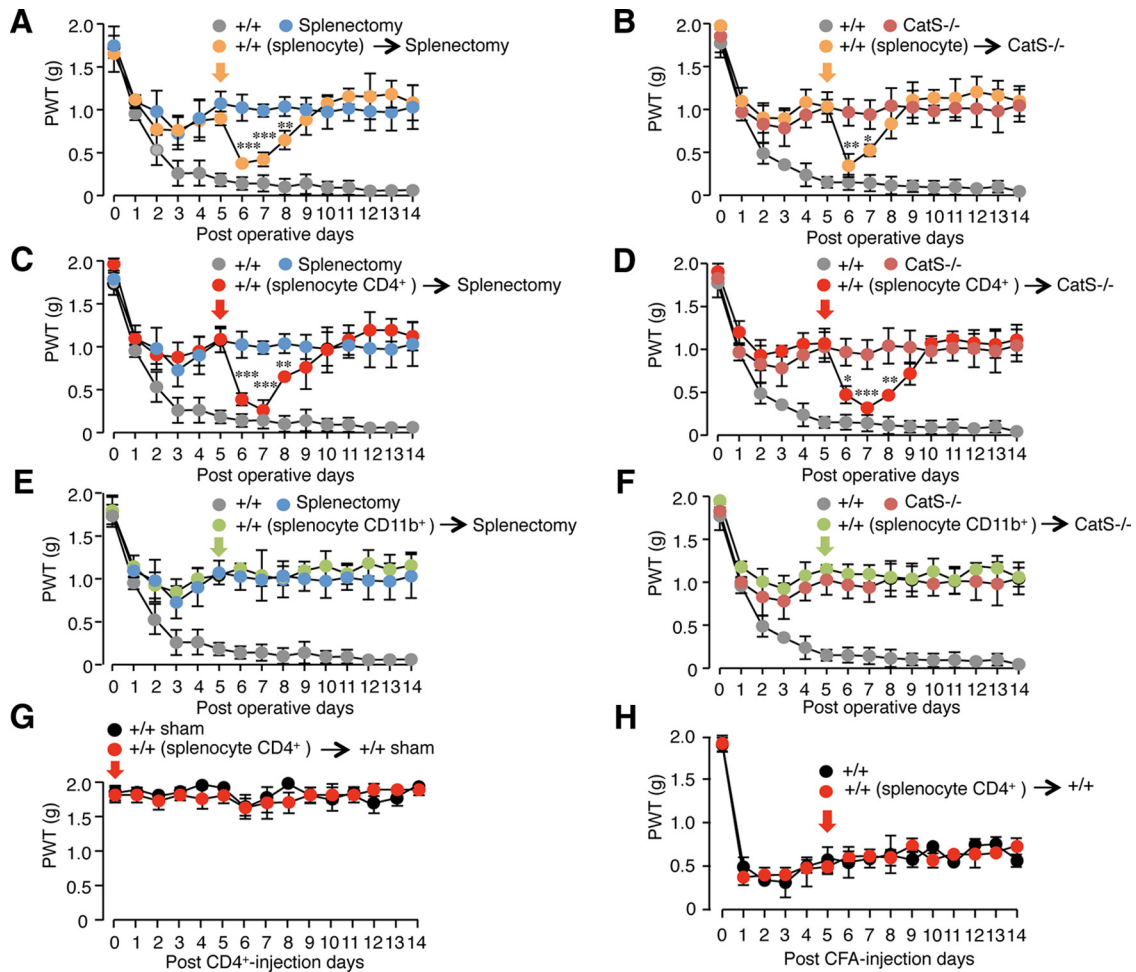 A
+/+ Splenectomy
+/+ (splenocyte) → Splenectomy
PWT (g)
2.0
1.5
1.0
0.5
0
***
***
**
0 1 2 3 4 5 6 7 8 9 10 11 12 13 14
Post operative days
B
+/+ CatS-/-
+/+ (splenocyte) → CatS-/-
PWT (g)
2.0
1.5
1.0
0.5
0
**
*
0 1 2 3 4 5 6 7 8 9 10 11 12 13 14
Post operative days
C
+/+ Splenectomy
+/+ (splenocyte CD4⁺ ) → Splenectomy
PWT (g)
2.0
1.5
1.0
0.5
0
***
***
**
0 1 2 3 4 5 6 7 8 9 10 11 12 13 14
Post operative days
D
+/+ CatS-/-
+/+ (splenocyte CD4⁺ ) → CatS-/-
PWT (g)
2.0
1.5
1.0
0.5
0
*
***
**
0 1 2 3 4 5 6 7 8 9 10 11 12 13 14
Post operative days
E
+/+ Splenectomy
+/+ (splenocyte CD11b⁺) → Splenectomy
PWT (g)
2.0
1.5
1.0
0.5
0
0 1 2 3 4 5 6 7 8 9 10 11 12 13 14
Post operative days
F
+/+ CatS-/-
+/+ (splenocyte CD11b⁺) → CatS-/-
PWT (g)
2.0
1.5
1.0
0.5
0
0 1 2 3 4 5 6 7 8 9 10 11 12 13 14
Post operative days
G
+/+ sham
+/+ (splenocyte CD4⁺ ) → +/+ sham
PWT (g)
2.0
1.5
1.0
2.0
0
0 1 2 3 4 5 6 7 8 9 10 11 12 13 14
Post CD4⁺-injection days
H
+/+
+/+ (splenocyte CD4⁺ ) → +/+
PWT (g)
2.0
1.5
1.0
0.5
0
0 1 2 3 4 5 6 7 8 9 10 11 12 13 14
Post CFA-injection days